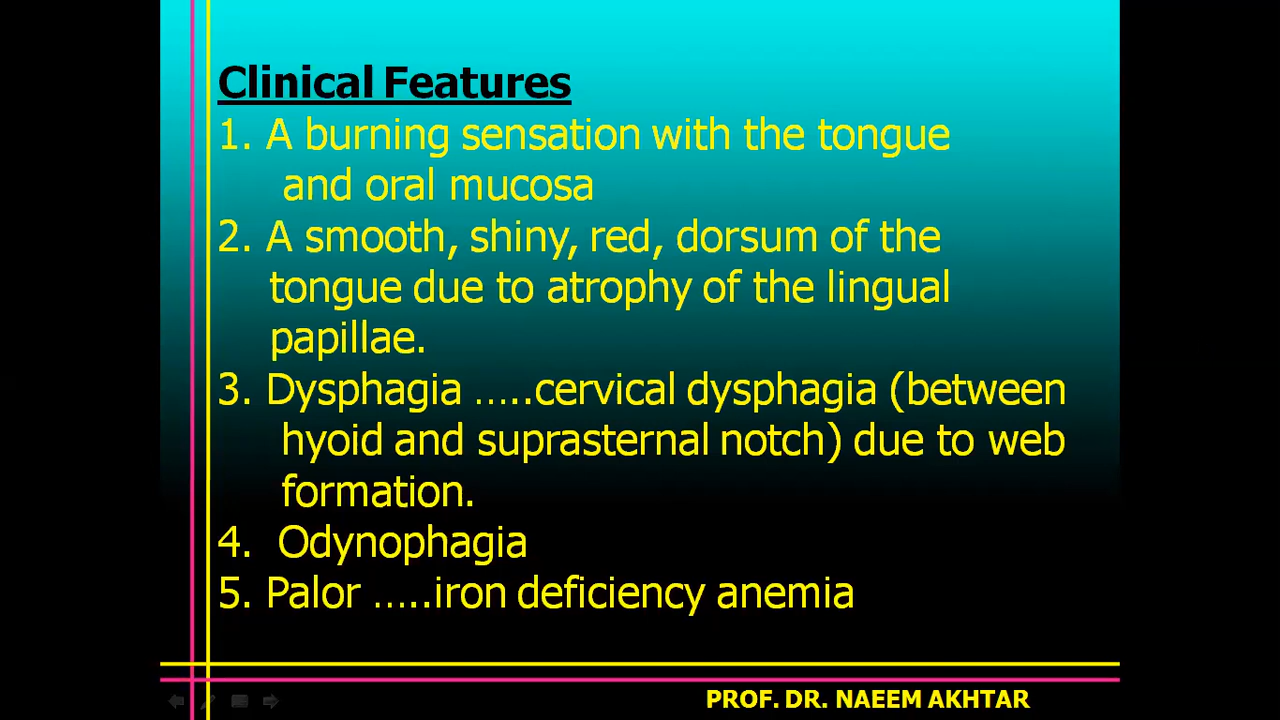 Clinical Features
1. A burning sensation with the tongue
and oral mucosa
2. A smooth, shiny, red, dorsum of the
tongue due to atrophy of the lingual
papillae.
3. Dysphagia …..cervical dysphagia (between
hyoid and suprasternal notch) due to web
formation.
4. Odynophagia
5. Palor …..iron deficiency anemia
PROF. DR. NAEEM AKHTAR